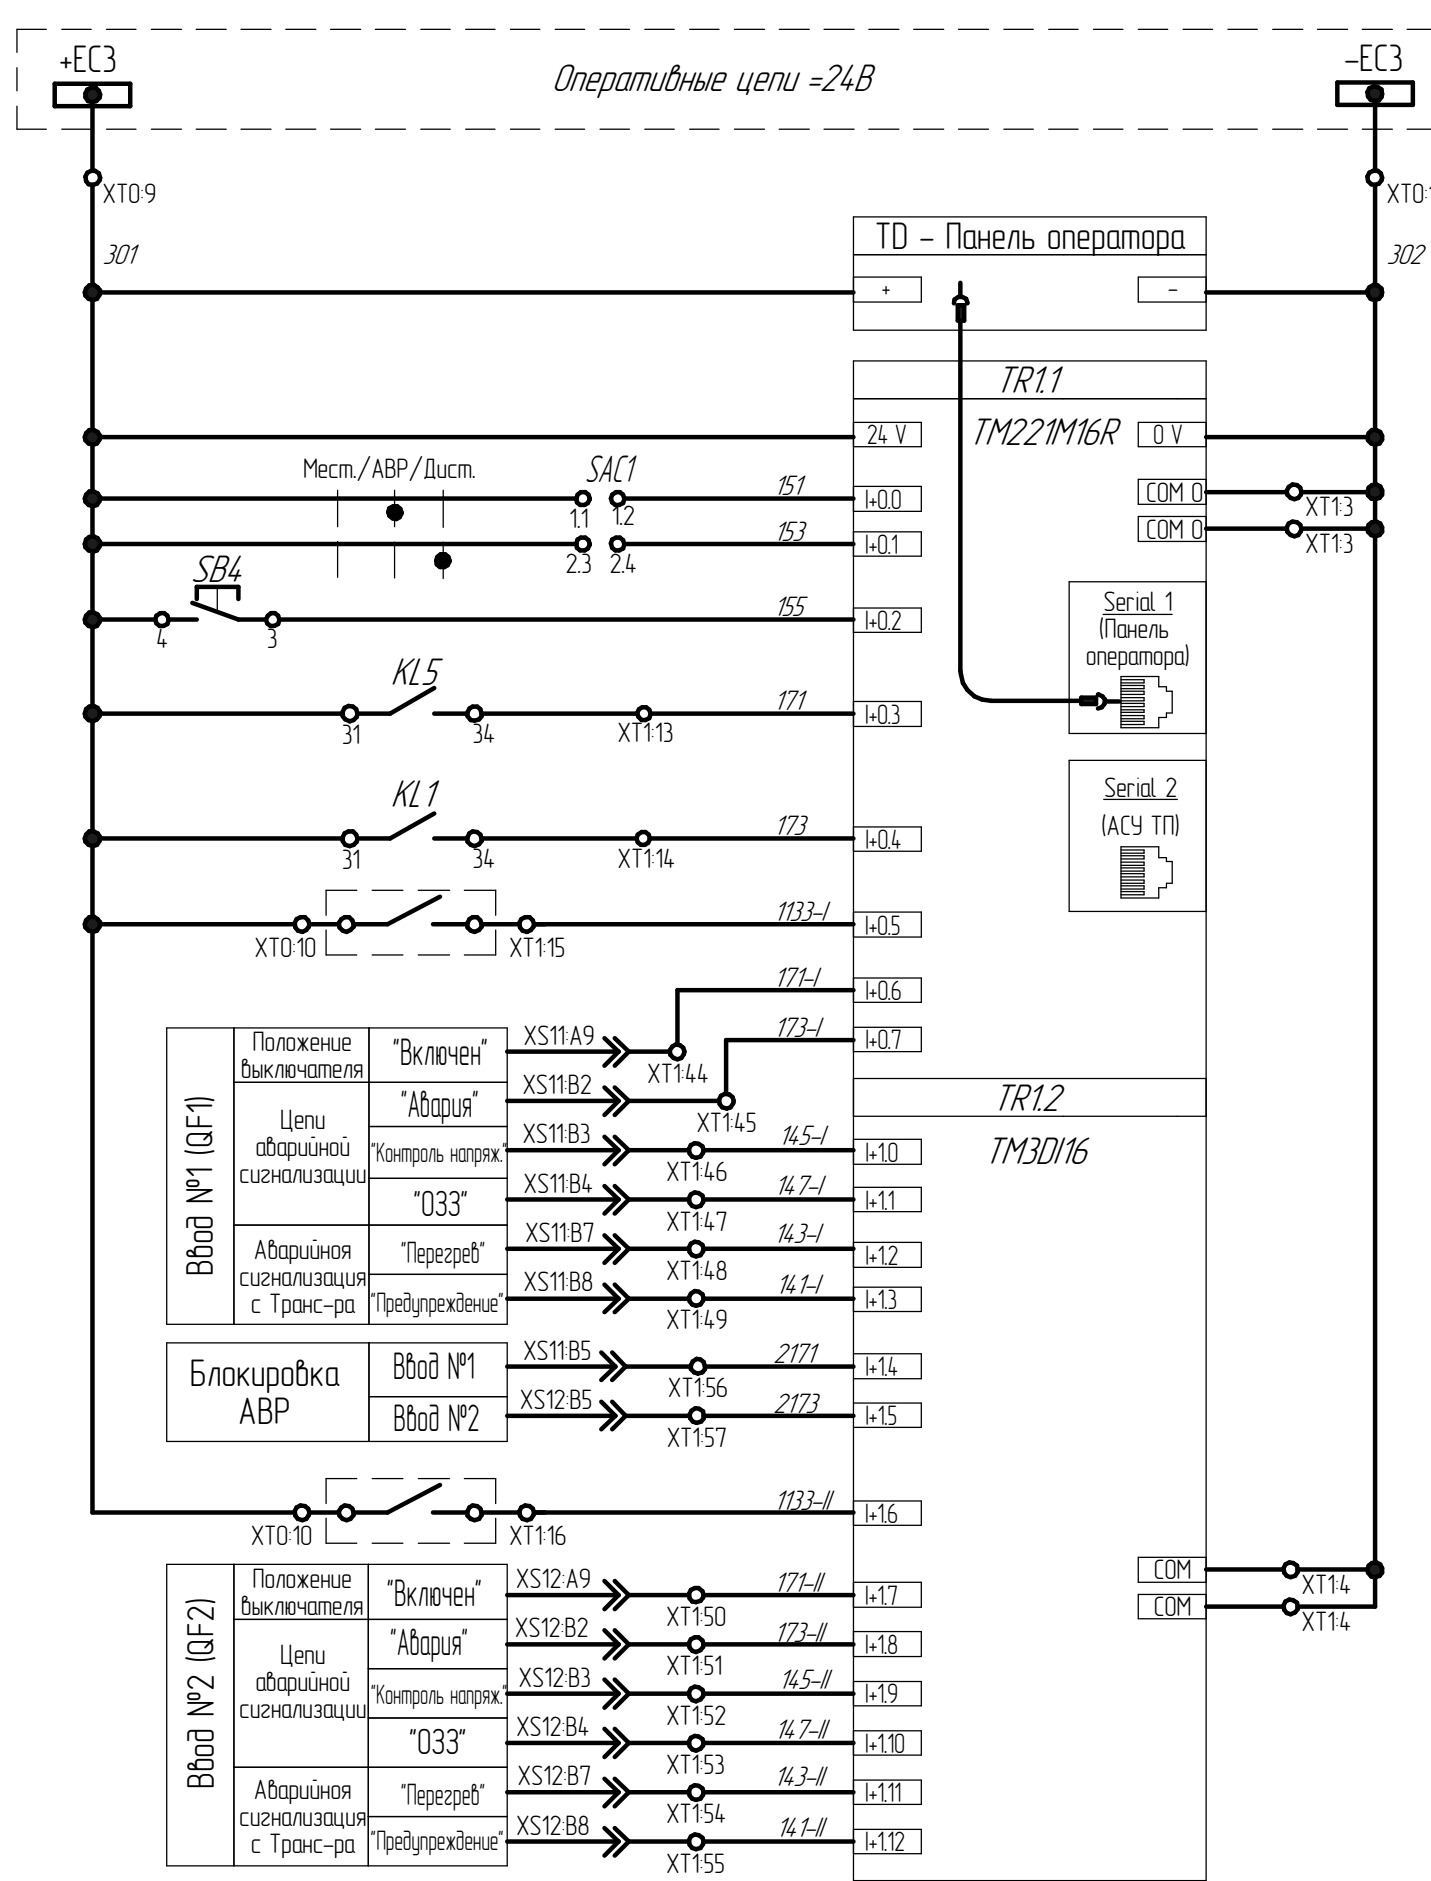 +ЕС3
Оперативные цепи =24В
-ЕС3
XT0:9
301
302
TD – Панель оператора
+
–
TR1.1
TM221M16R
24 V
0 V
Мест./АВР/Дист.
SAC1
1.1
1.2
151
I+0.0
COM 0
XT1:3
2.3
2.4
153
I+0.1
COM 0
XT1:3
SB4
4
3
155
I+0.2
Serial 1
(Панель
оператора)
KL5
31
34
XT1:13
171
I+0.3
Serial 2
(АСУ ТП)
KL1
31
34
XT1:14
173
I+0.4
XT0:10
XT1:15
1133-I
I+0.5
171-I
I+0.6
173-I
I+0.7
Ввод №1 (QF1)
Положение
выключателя
"Включен"
XS11:A9
XT1:44
Цепи
аварийной
сигнализации
"Авария"
XS11:B2
XT1:45
TR1.2
TM3DI16
"Контроль напряж."
XS11:B3
XT1:46
145-I
I+1.0
"ОЗЗ"
XS11:B4
XT1:47
147-I
I+1.1
Аварийноя
сигнализация
с Транс-ра
"Перегрев"
XS11:B7
XT1:48
143-I
I+1.2
"Предупреждение"
XS11:B8
XT1:49
141-I
I+1.3
Блокировка
АВР
Ввод №1
XS11:B5
XT1:56
2171
I+1.4
Ввод №2
XS12:B5
XT1:57
2173
I+1.5
XT0:10
XT1:16
1133-II
I+1.6
COM
XT1:4
COM
XT1:4
Ввод №2 (QF2)
Положение
выключателя
"Включен"
XS12:A9
XT1:50
171-II
I+1.7
Цепи
аварийной
сигнализации
"Авария"
XS12:B2
XT1:51
173-II
I+1.8
"Контроль напряж."
XS12:B3
XT1:52
145-II
I+1.9
"ОЗЗ"
XS12:B4
XT1:53
147-II
I+1.10
Аварийноя
сигнализация
с Транс-ра
"Перегрев"
XS12:B7
XT1:54
143-II
I+1.11
"Предупреждение"
XS12:B8
XT1:55
141-II
I+1.12